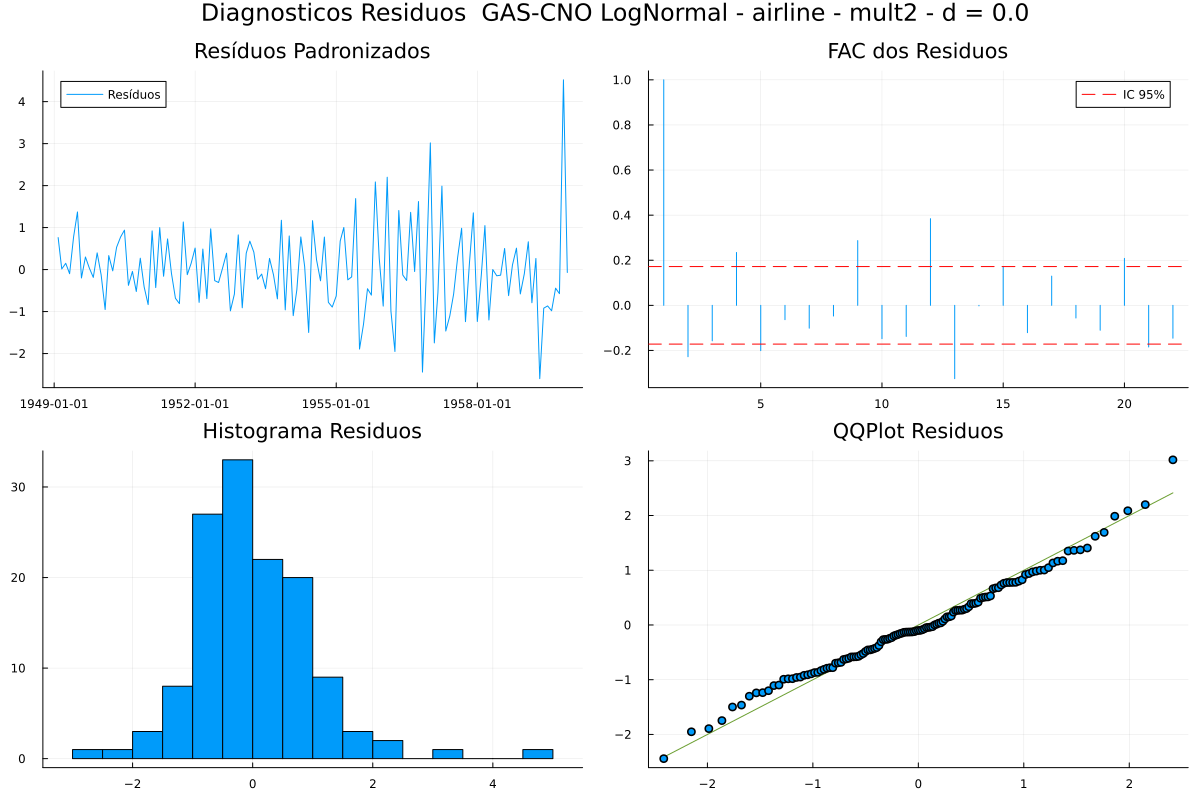 Diagnosticos Residuos  GAS-CNO LogNormal - airline - mult2 - d = 0.0
Resíduos Padronizados
Resíduos
4
3
2
1
0
−1
−2
1949-01-01 1952-01-01 1955-01-01 1958-01-01
FAC dos Residuos
IC 95%
1.0
0.8
0.6
0.4
0.2
0.0
−0.2
5 10 15 20
Histograma Residuos
30
20
10
0
−2 0 2 4
QQPlot Residuos
3
2
1
0
−1
−2
−2 −1 0 1 2